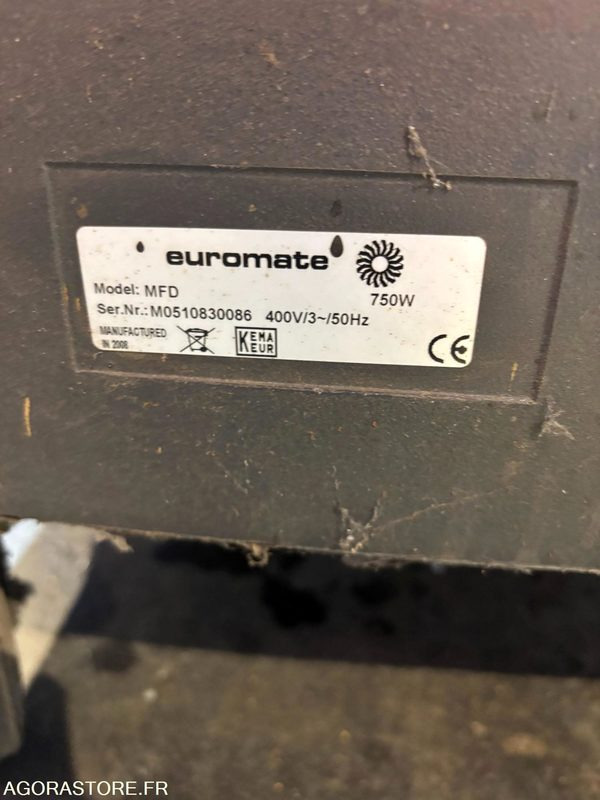 euromate
Model: MFD
750W
Ser.Nr.: M0510830086 400V/3~/50Hz
MANUFACTURED
IN 2008
KEMA
KEUR
CE
AGORASTORE.FR